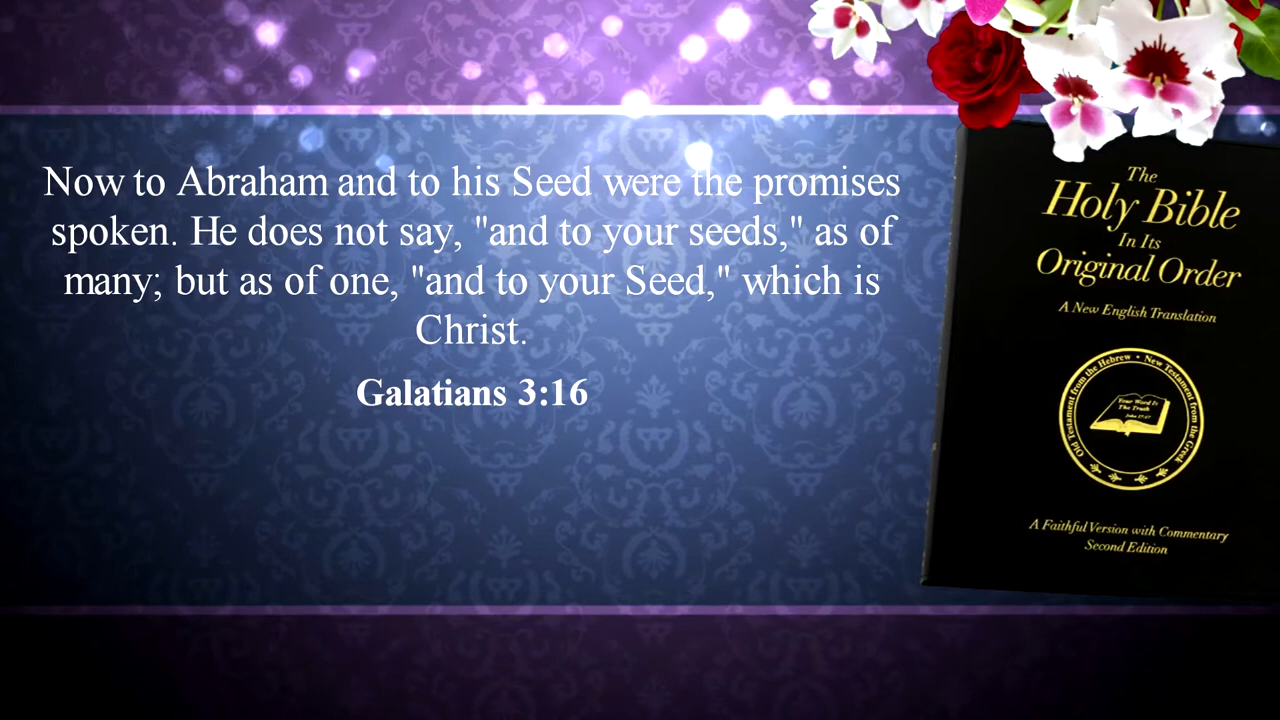 Now to Abraham and to his Seed were the promises
spoken. He does not say, "and to your seeds," as of
many; but as of one, "and to your Seed," which is
Christ.
Galatians 3:16
The
Holy Bible
In Its
Original Order
A New English Translation
Old Testament from the Hebrew • New Testament from the Greek
Your Word Is
The Truth
John 17:17
A Faithful Version with Commentary
Second Edition